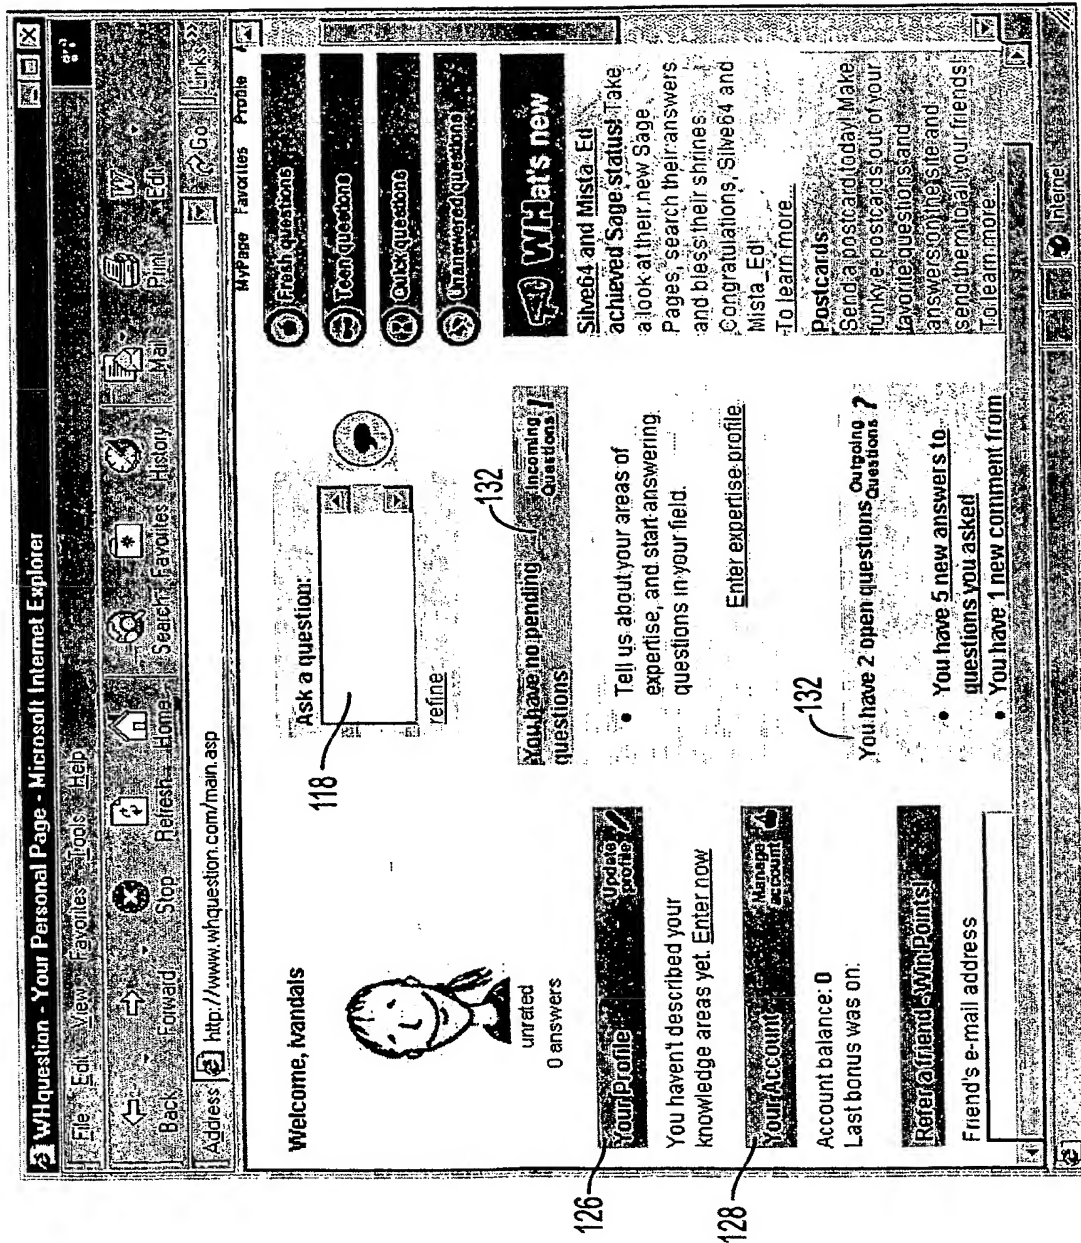 WHquestion - Your Personal Page - Microsoft Internet Explorer
File Edit View Favorites Tools Help
Back Forward Stop Refresh Home Search Favorites History Mail Print Edit
Address http://www.whquestion.com/main.asp Go Links »
MyPage Favorites Profile
Welcome, ivandals
unrated
0 answers
126
Your Profile
Update profile
You haven't described your
knowledge areas yet. Enter now
128
Your Account
Manage account
Account balance: 0
Last bonus was on:
Refer a friend - Win Points!
Friend's e-mail address
118
Ask a question:
refine
132
You have no pending
questions
Incoming
Questions
• Tell us about your areas of
expertise, and start answering
questions in your field.
Enter expertise profile
132
You have 2 open questions
Outgoing
Questions ?
• You have 5 new answers to
questions you asked
• You have 1 new comment from
Fresh questions
Teen questions
Quick questions
Unanswered questions
WHat's new
Silve64 and Mista_Ed
achieved Sage status! Take
a look at their new Sage
Pages, search their answers
and bless their shrines.
Congratulations, Silve64 and
Mista_Ed!
To learn more...
Postcards
Send a postcard today! Make
funky e-postcards out of your
favorite questions and
answers on the site and
send them to all your friends!
To learn more...
Internet